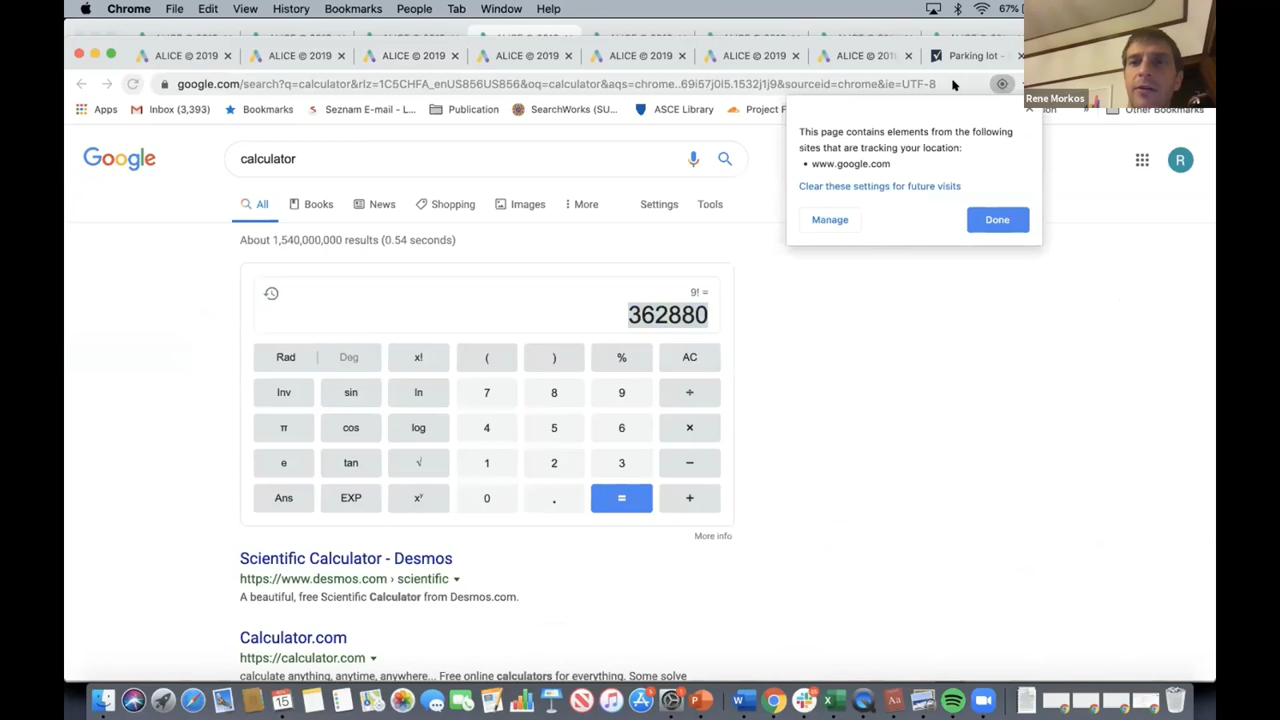 Chrome File Edit View History Bookmarks People Tab Window Help 67%
ALICE © 2019 ALICE © 2019 ALICE © 2019 ALICE © 2019 ALICE © 2019 ALICE © 2019 ALICE © 201 Parking lot -
google.com/search?q=calculator&rlz=1C5CHFA_enUS856US856&oq=calculator&aqs=chrome..69i57j0l5.1532j1j9&sourceid=chrome&ie=UTF-8
Rene Morkos
Apps Inbox (3,393) Bookmarks E-mail - L... Publication SearchWorks (SU... ASCE Library Project F Other Bookmarks
This page contains elements from the following
sites that are tracking your location:
• www.google.com
Clear these settings for future visits
Manage Done
Google calculator R
All Books News Shopping Images More Settings Tools
About 1,540,000,000 results (0.54 seconds)
9! =
362880
Rad Deg x! ( ) % AC
Inv sin ln 7 8 9 ÷
π cos log 4 5 6 ×
e tan √ 1 2 3 −
Ans EXP xʸ 0 . = +
More info
Scientific Calculator - Desmos
https://www.desmos.com › scientific
A beautiful, free Scientific Calculator from Desmos.com.
Calculator.com
https://calculator.com
calculate anything, anytime, anywhere... Free online calculators for everything. Some solve